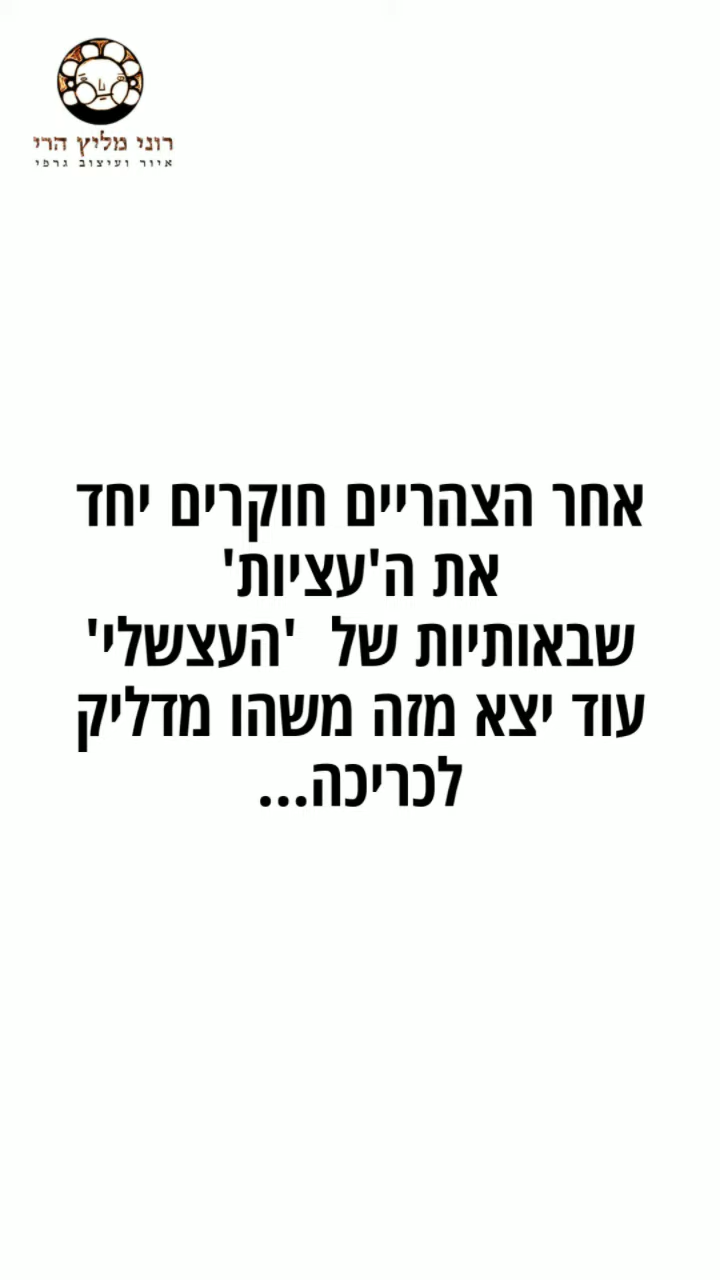 רוני מליץ הרי
איור ועיצוב גרפי
אחר הצהריים חוקרים יחד
את ה'עציות'
שבאותיות של 'העצשלי'
עוד יצא מזה משהו מדליק
לכריכה...